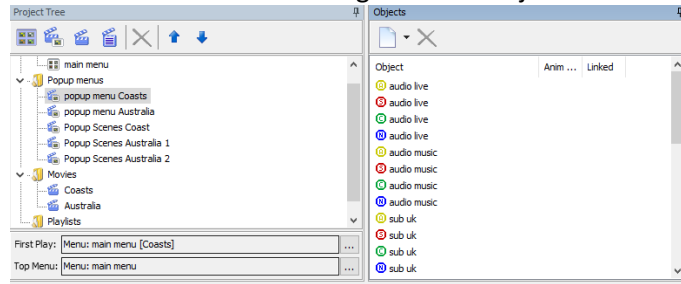 Project Tree
main menu
Popup menus
popup menu Coasts
popup menu Australia
Popup Scenes Coast
Popup Scenes Australia 1
Popup Scenes Australia 2
Movies
Coasts
Australia
Playlists
First Play: Menu: main menu [Coasts] ...
Top Menu: Menu: main menu ...
Objects
Object Anim ... Linked
O audio live
S audio live
C audio live
N audio live
O audio music
S audio music
C audio music
N audio music
O sub uk
S sub uk
C sub uk
N sub uk